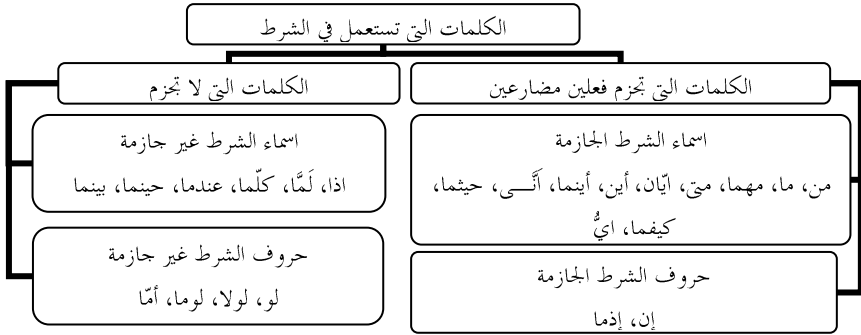 الكلمات التي تستعمل في الشرط
الكلمات التي تجزم فعلين مضارعين
اسماء الشرط الجازمة
من، ما، مهما، متى، ايّان، أين، أينما، اَنَّـــى، حيثما،
كيفما، ايُّ
حروف الشرط الجازمة
إن، إذما
الكلمات التي لا تجزم
اسماء الشرط غير جازمة
اذا، لَمَّا، كلّما، عندما، حينما، بينما
حروف الشرط غير جازمة
لو، لولا، لوما، أمّا